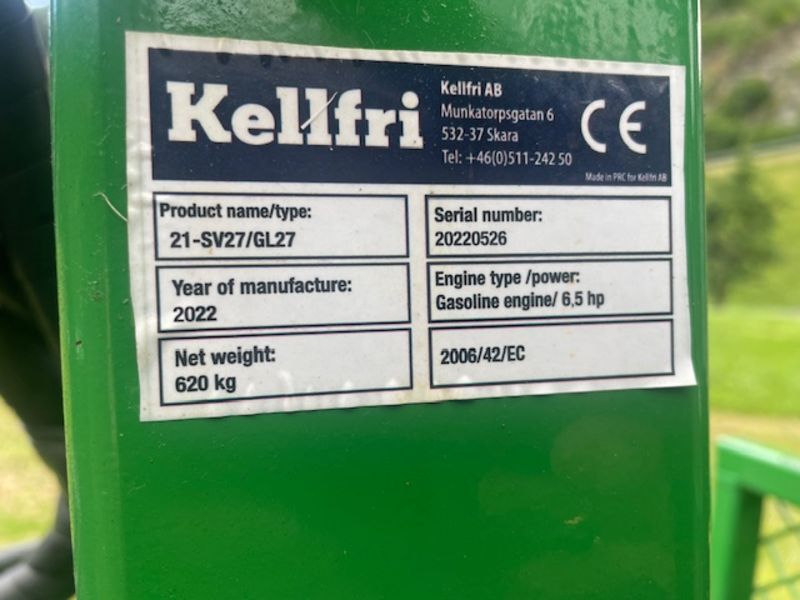 Kellfri
Kellfri AB
Munkatorpsgatan 6
532-37 Skara
Tel: +46(0)511-242 50
CE
Made in PRC for Kellfri AB
Product name/type:
21-SV27/GL27
Serial number:
20220526
Year of manufacture:
2022
Engine type /power:
Gasoline engine/ 6,5 hp
Net weight:
620 kg
2006/42/EC